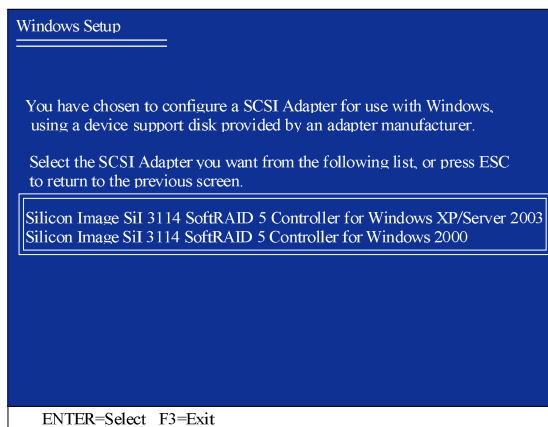 Windows Setup
You have chosen to configure a SCSI Adapter for use with Windows,
using a device support disk provided by an adapter manufacturer.
Select the SCSI Adapter you want from the following list, or press ESC
to return to the previous screen.
Silicon Image SiI 3114 SoftRAID 5 Controller for Windows XP/Server 2003
Silicon Image SiI 3114 SoftRAID 5 Controller for Windows 2000
ENTER=Select F3=Exit